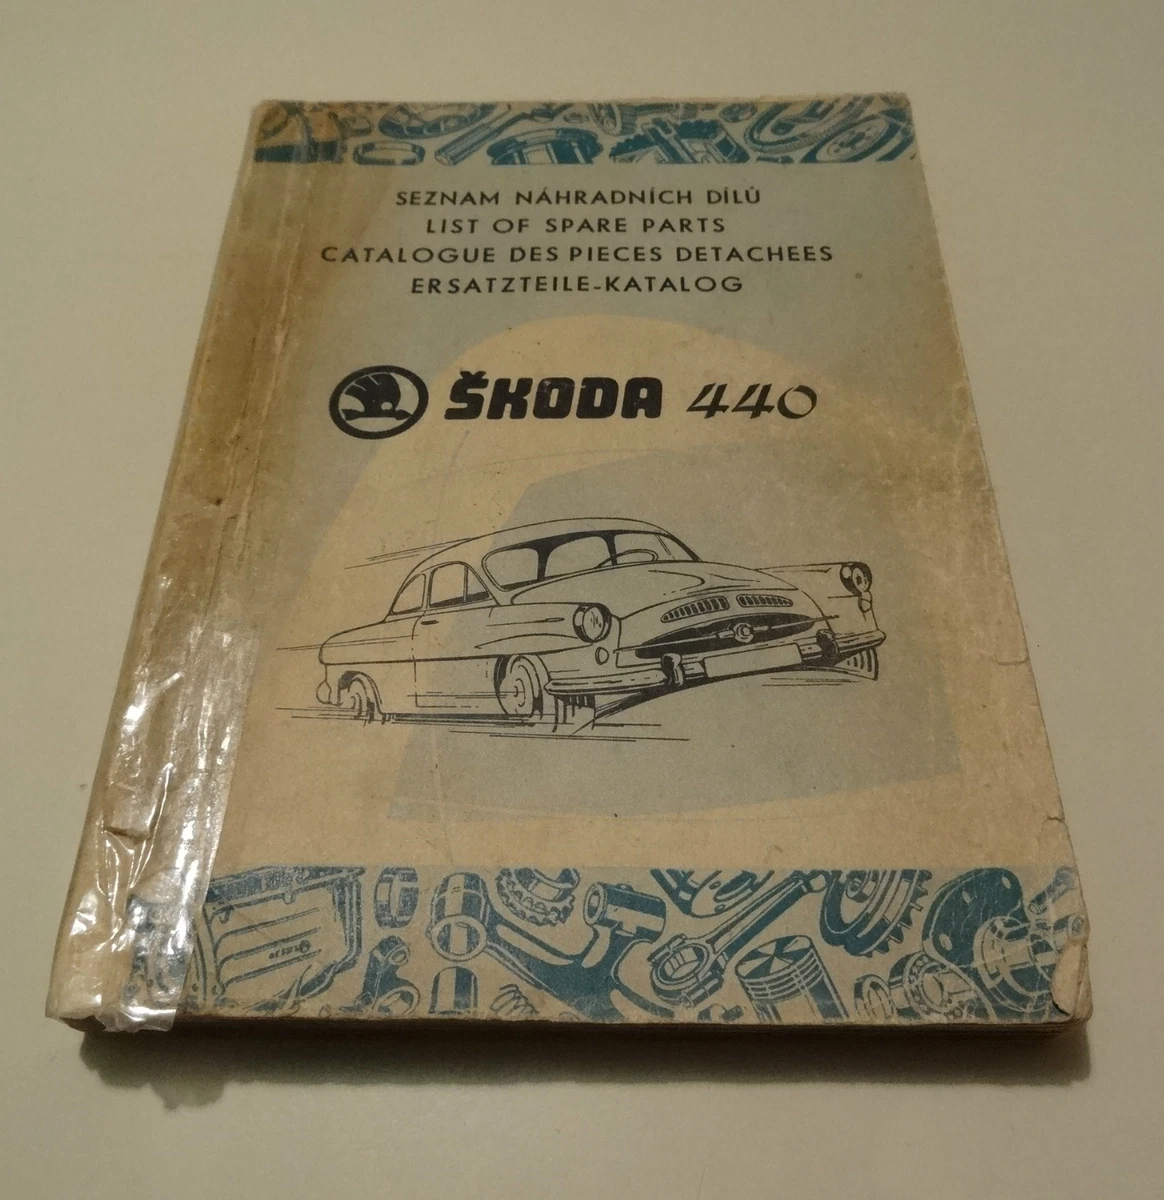 SEZNAM NÁHRADNÍCH DÍLŮ
LIST OF SPARE PARTS
CATALOGUE DES PIECES DETACHEES
ERSATZTEILE-KATALOG
ŠKODA 440